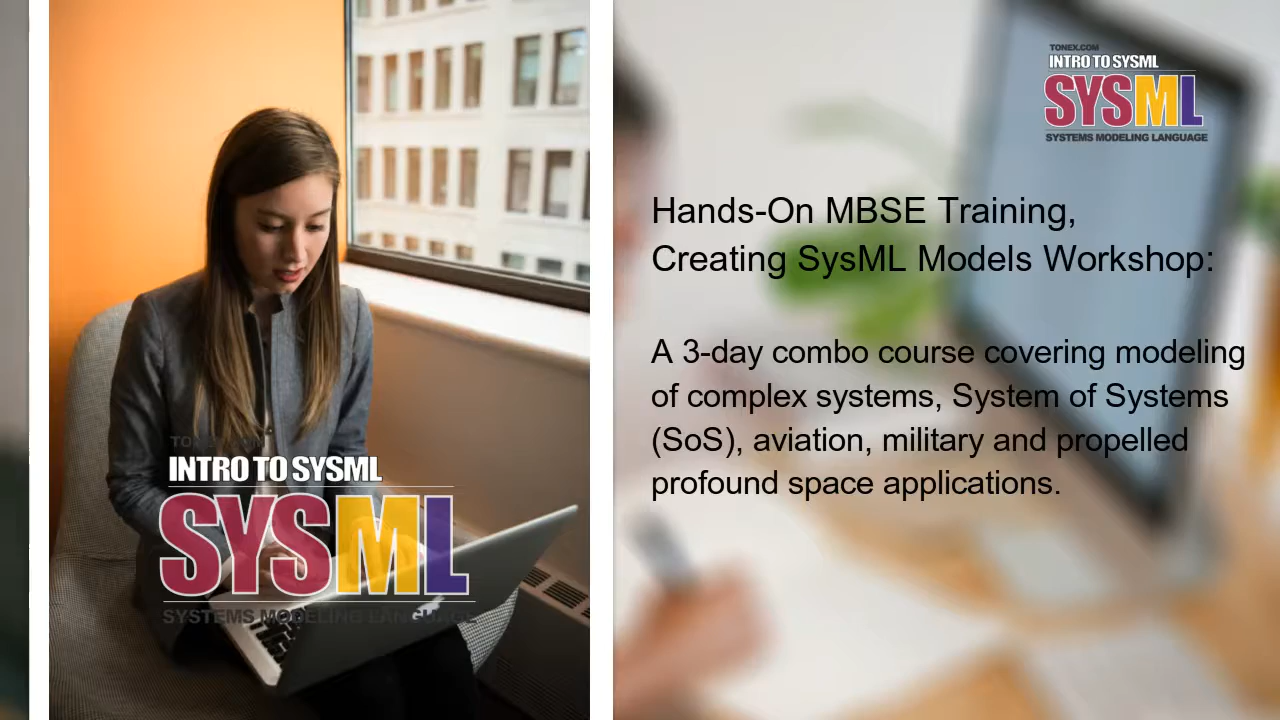 TONEX.COM
INTRO TO SYSML
SYSML
SYSTEMS MODELING LANGUAGE
TONEX.COM
INTRO TO SYSML
SYSML
SYSTEMS MODELING LANGUAGE
Hands-On MBSE Training,
Creating SysML Models Workshop:
A 3-day combo course covering modeling
of complex systems, System of Systems
(SoS), aviation, military and propelled
profound space applications.